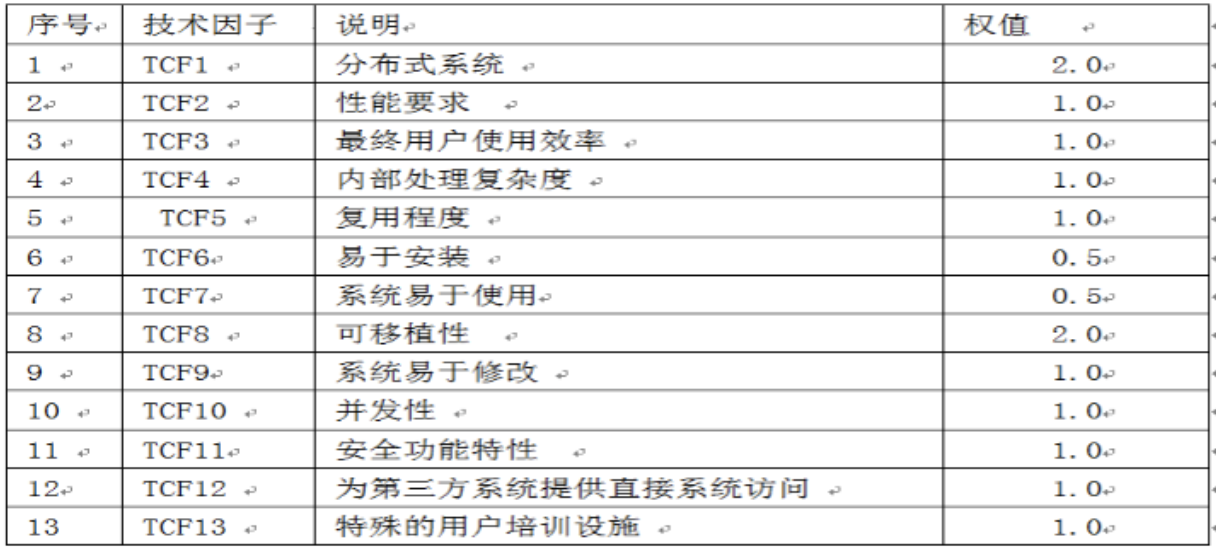 序号 技术因子 说明 权值
1 TCF1 分布式系统 2.0
2 TCF2 性能要求 1.0
3 TCF3 最终用户使用效率 1.0
4 TCF4 内部处理复杂度 1.0
5 TCF5 复用程度 1.0
6 TCF6 易于安装 0.5
7 TCF7 系统易于使用 0.5
8 TCF8 可移植性 2.0
9 TCF9 系统易于修改 1.0
10 TCF10 并发性 1.0
11 TCF11 安全功能特性 1.0
12 TCF12 为第三方系统提供直接系统访问 1.0
13 TCF13 特殊的用户培训设施 1.0